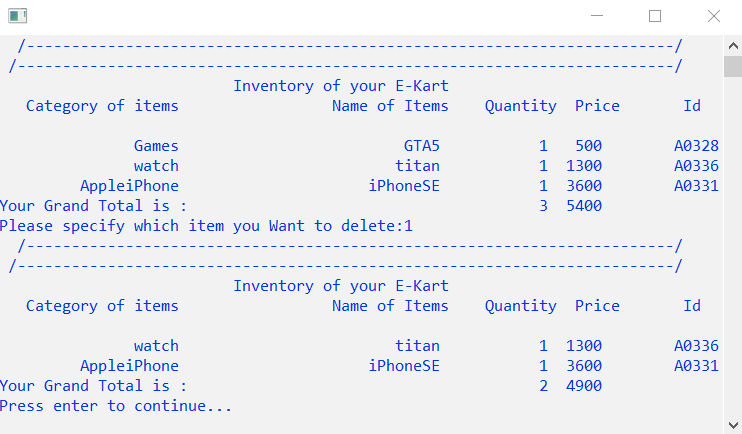 /------------------------------------------------------------------------/
/-------------------------------------------------------------------------/
Inventory of your E-Kart
Category of items Name of Items Quantity Price Id
Games GTA5 1 500 A0328
watch titan 1 1300 A0336
AppleiPhone iPhoneSE 1 3600 A0331
Your Grand Total is : 3 5400
Please specify which item you Want to delete:1
/------------------------------------------------------------------------/
/-------------------------------------------------------------------------/
Inventory of your E-Kart
Category of items Name of Items Quantity Price Id
watch titan 1 1300 A0336
AppleiPhone iPhoneSE 1 3600 A0331
Your Grand Total is : 2 4900
Press enter to continue...